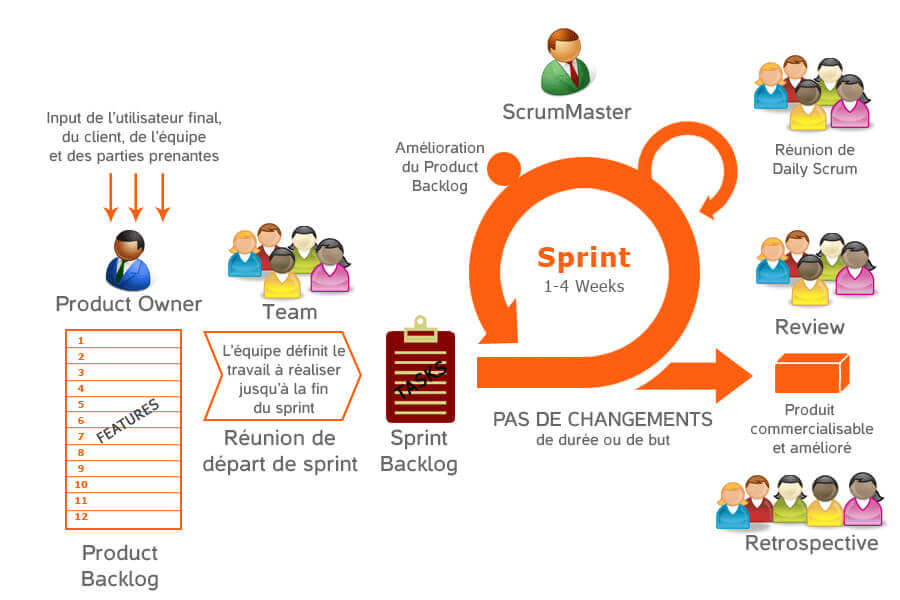 ScrumMaster
Input de l'utilisateur final,
du client, de l'équipe
et des parties prenantes
Amélioration
du Product
Backlog
Réunion de
Daily Scrum
Product Owner
Team
Sprint
1-4 Weeks
Review
1
2
3
4
5
6
7
8
9
10
11
12
FEATURES
L'équipe définit le
travail à réaliser
jusqu'à la fin
du sprint
Réunion de
départ de sprint
TASKS
Sprint
Backlog
PAS DE CHANGEMENTS
de durée ou de but
Produit
commercialisable
et amélioré
Product
Backlog
Retrospective